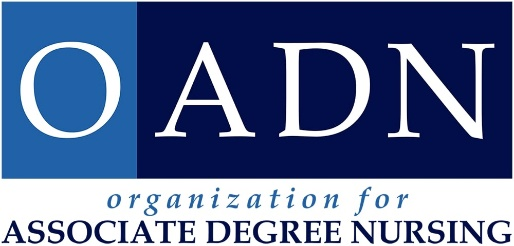 OADN
organization for
ASSOCIATE DEGREE NURSING